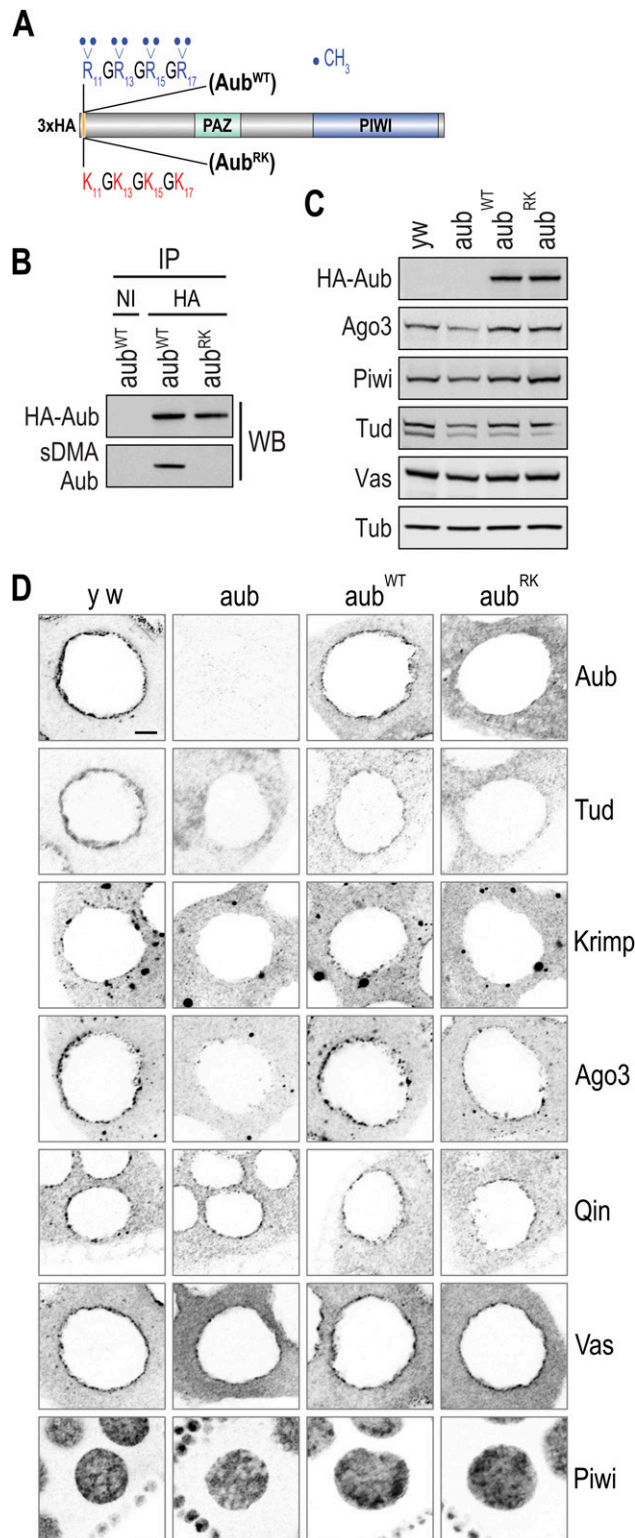 A
R11GR13GR15GR17
• CH3
(AubWT)
3xHA PAZ PIWI
(AubRK)
K11GK13GK15GK17
B
IP
NI HA
aubWT aubWT aubRK
HA-Aub
sDMA
Aub
WB
C
yw aub aubWT aubRK
HA-Aub
Ago3
Piwi
Tud
Vas
Tub
D
y w aub aubWT aubRK
Aub
Tud
Krimp
Ago3
Qin
Vas
Piwi